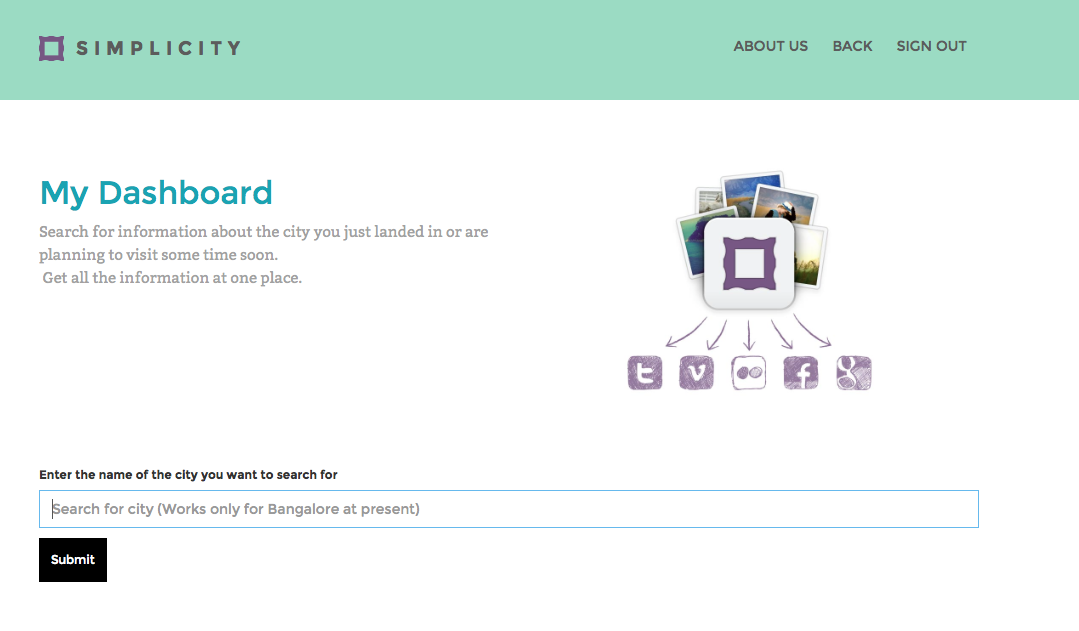 SIMPLICITY
ABOUT US BACK SIGN OUT
My Dashboard
Search for information about the city you just landed in or are
planning to visit some time soon.
Get all the information at one place.
Enter the name of the city you want to search for
Search for city (Works only for Bangalore at present)
Submit